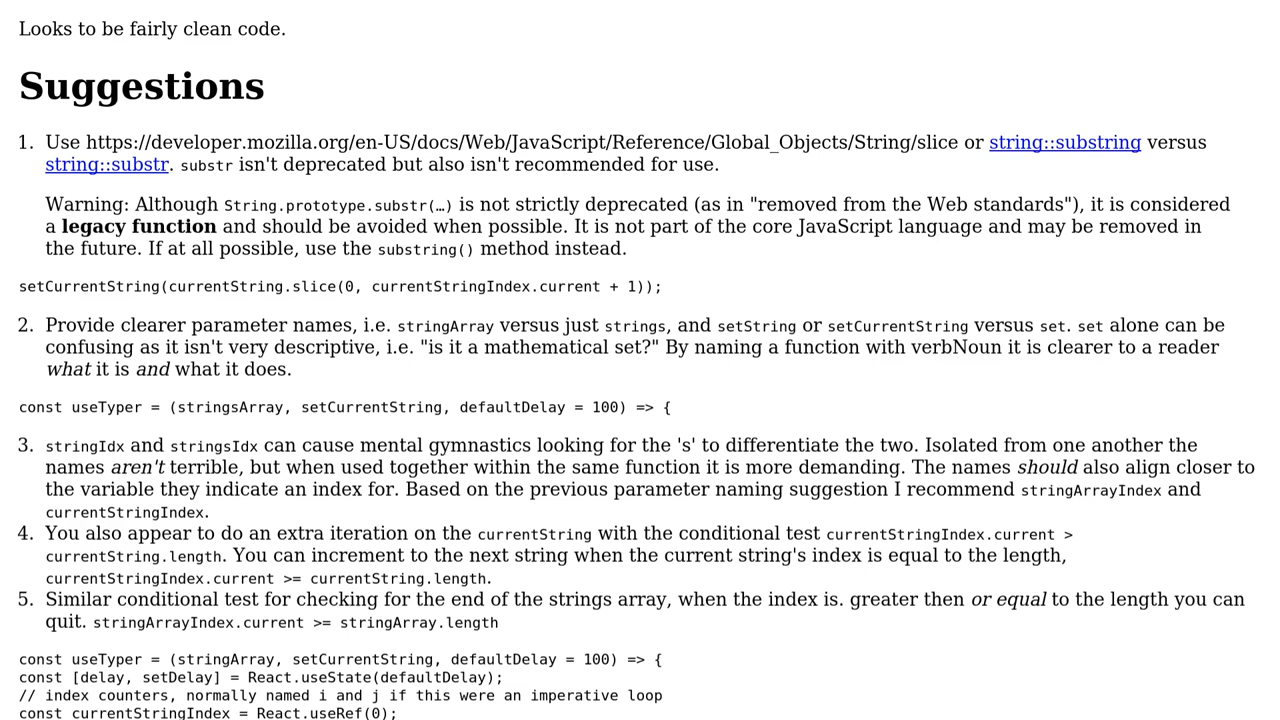 Looks to be fairly clean code.
Suggestions
1. Use https://developer.mozilla.org/en-US/docs/Web/JavaScript/Reference/Global_Objects/String/slice or string::substring versus
string::substr. substr isn't deprecated but also isn't recommended for use.
Warning: Although String.prototype.substr(…) is not strictly deprecated (as in "removed from the Web standards"), it is considered
a legacy function and should be avoided when possible. It is not part of the core JavaScript language and may be removed in
the future. If at all possible, use the substring() method instead.
setCurrentString(currentString.slice(0, currentStringIndex.current + 1));
2. Provide clearer parameter names, i.e. stringArray versus just strings, and setString or setCurrentString versus set. set alone can be
confusing as it isn't very descriptive, i.e. "is it a mathematical set?" By naming a function with verbNoun it is clearer to a reader
what it is and what it does.
const useTyper = (stringsArray, setCurrentString, defaultDelay = 100) => {
3. stringIdx and stringsIdx can cause mental gymnastics looking for the 's' to differentiate the two. Isolated from one another the
names aren't terrible, but when used together within the same function it is more demanding. The names should also align closer to
the variable they indicate an index for. Based on the previous parameter naming suggestion I recommend stringArrayIndex and
currentStringIndex.
4. You also appear to do an extra iteration on the currentString with the conditional test currentStringIndex.current >
currentString.length. You can increment to the next string when the current string's index is equal to the length,
currentStringIndex.current >= currentString.length.
5. Similar conditional test for checking for the end of the strings array, when the index is. greater then or equal to the length you can
quit. stringArrayIndex.current >= stringArray.length
const useTyper = (stringArray, setCurrentString, defaultDelay = 100) => {
const [delay, setDelay] = React.useState(defaultDelay);
// index counters, normally named i and j if this were an imperative loop
const currentStringIndex = React.useRef(0);